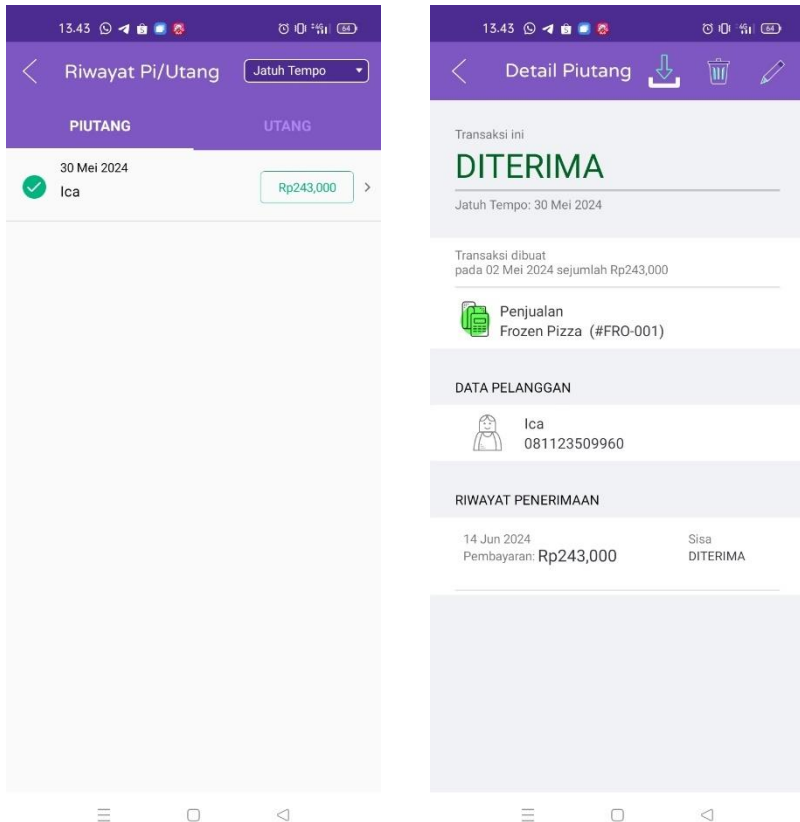 13.43
64
Riwayat Pi/Utang
Jatuh Tempo
PIUTANG
UTANG
30 Mei 2024
Ica
Rp243,000
13.43
64
Detail Piutang
Transaksi ini
DITERIMA
Jatuh Tempo: 30 Mei 2024
Transaksi dibuat
pada 02 Mei 2024 sejumlah Rp243,000
Penjualan
Frozen Pizza (#FRO-001)
DATA PELANGGAN
Ica
081123509960
RIWAYAT PENERIMAAN
14 Jun 2024
Sisa
Pembayaran: Rp243,000
DITERIMA